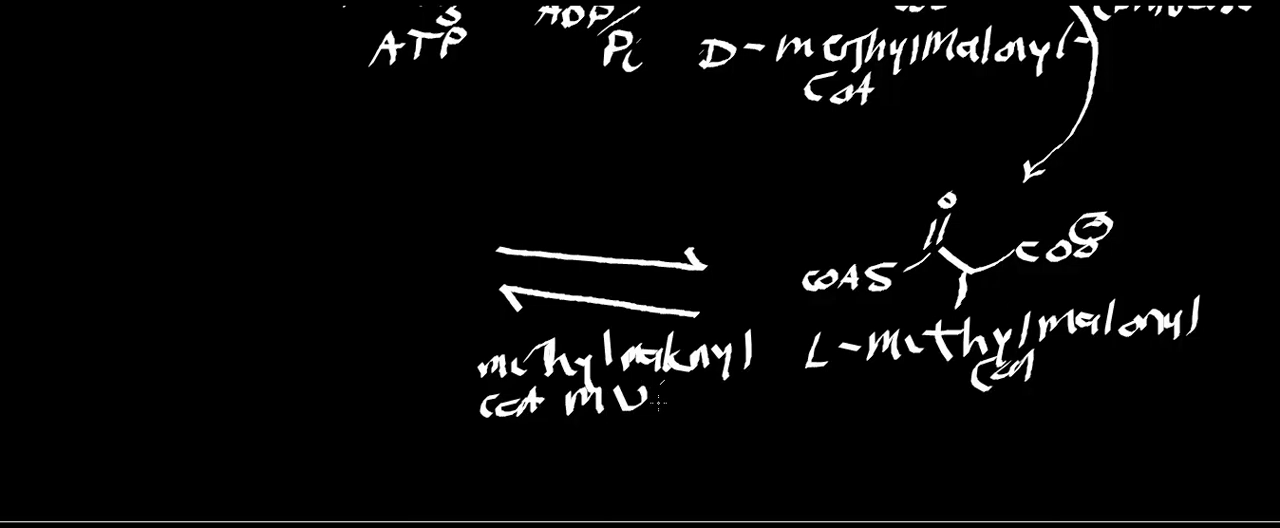 ATP
ADP/
Pi
D-methylmalonyl-
CoA
O
COAS
COO
L-methylmalonyl
CoA
methylmalonyl
CoA MU